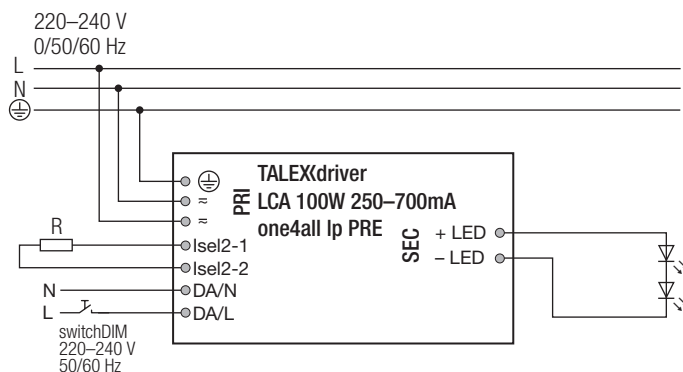 220–240 V
0/50/60 Hz
L
N
TALEXXdriver
LCA 100W 250–700mA
one4all lp PRE
PRI
≈
≈
Isel2-1
Isel2-2
DA/N
DA/L
SEC
+ LED
– LED
R
N
L
switchDIM
220–240 V
50/60 Hz